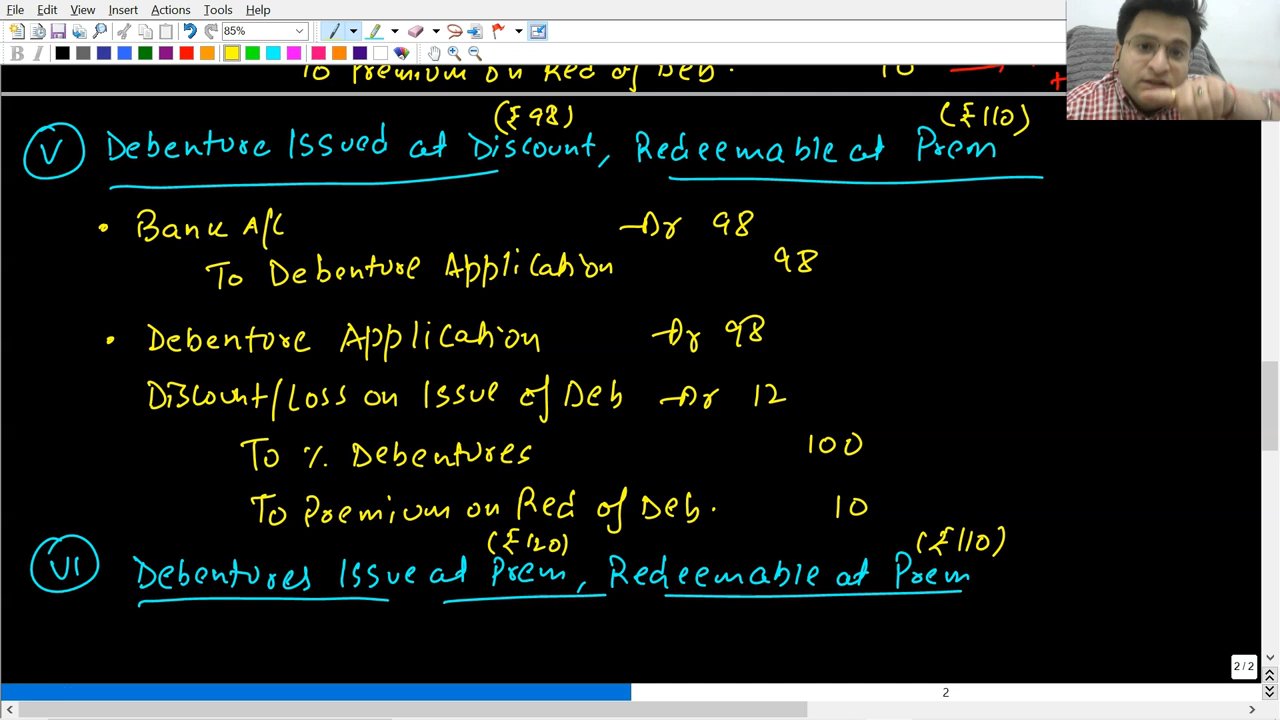 File Edit View Insert Actions Tools Help
85%
To Premium on Red of Deb. 10
(₹98) (₹110)
V Debenture Issued at Discount, Redeemable at Prem
• Bank A/c Dr 98
To Debenture Application 98
• Debenture Application Dr 98
Discount/Loss on Issue of Deb Dr 12
To % Debentures 100
To Premium on Red of Deb. 10
(₹120) (₹110)
VI Debentures Issue at Prem, Redeemable at Prem
2 / 2
2